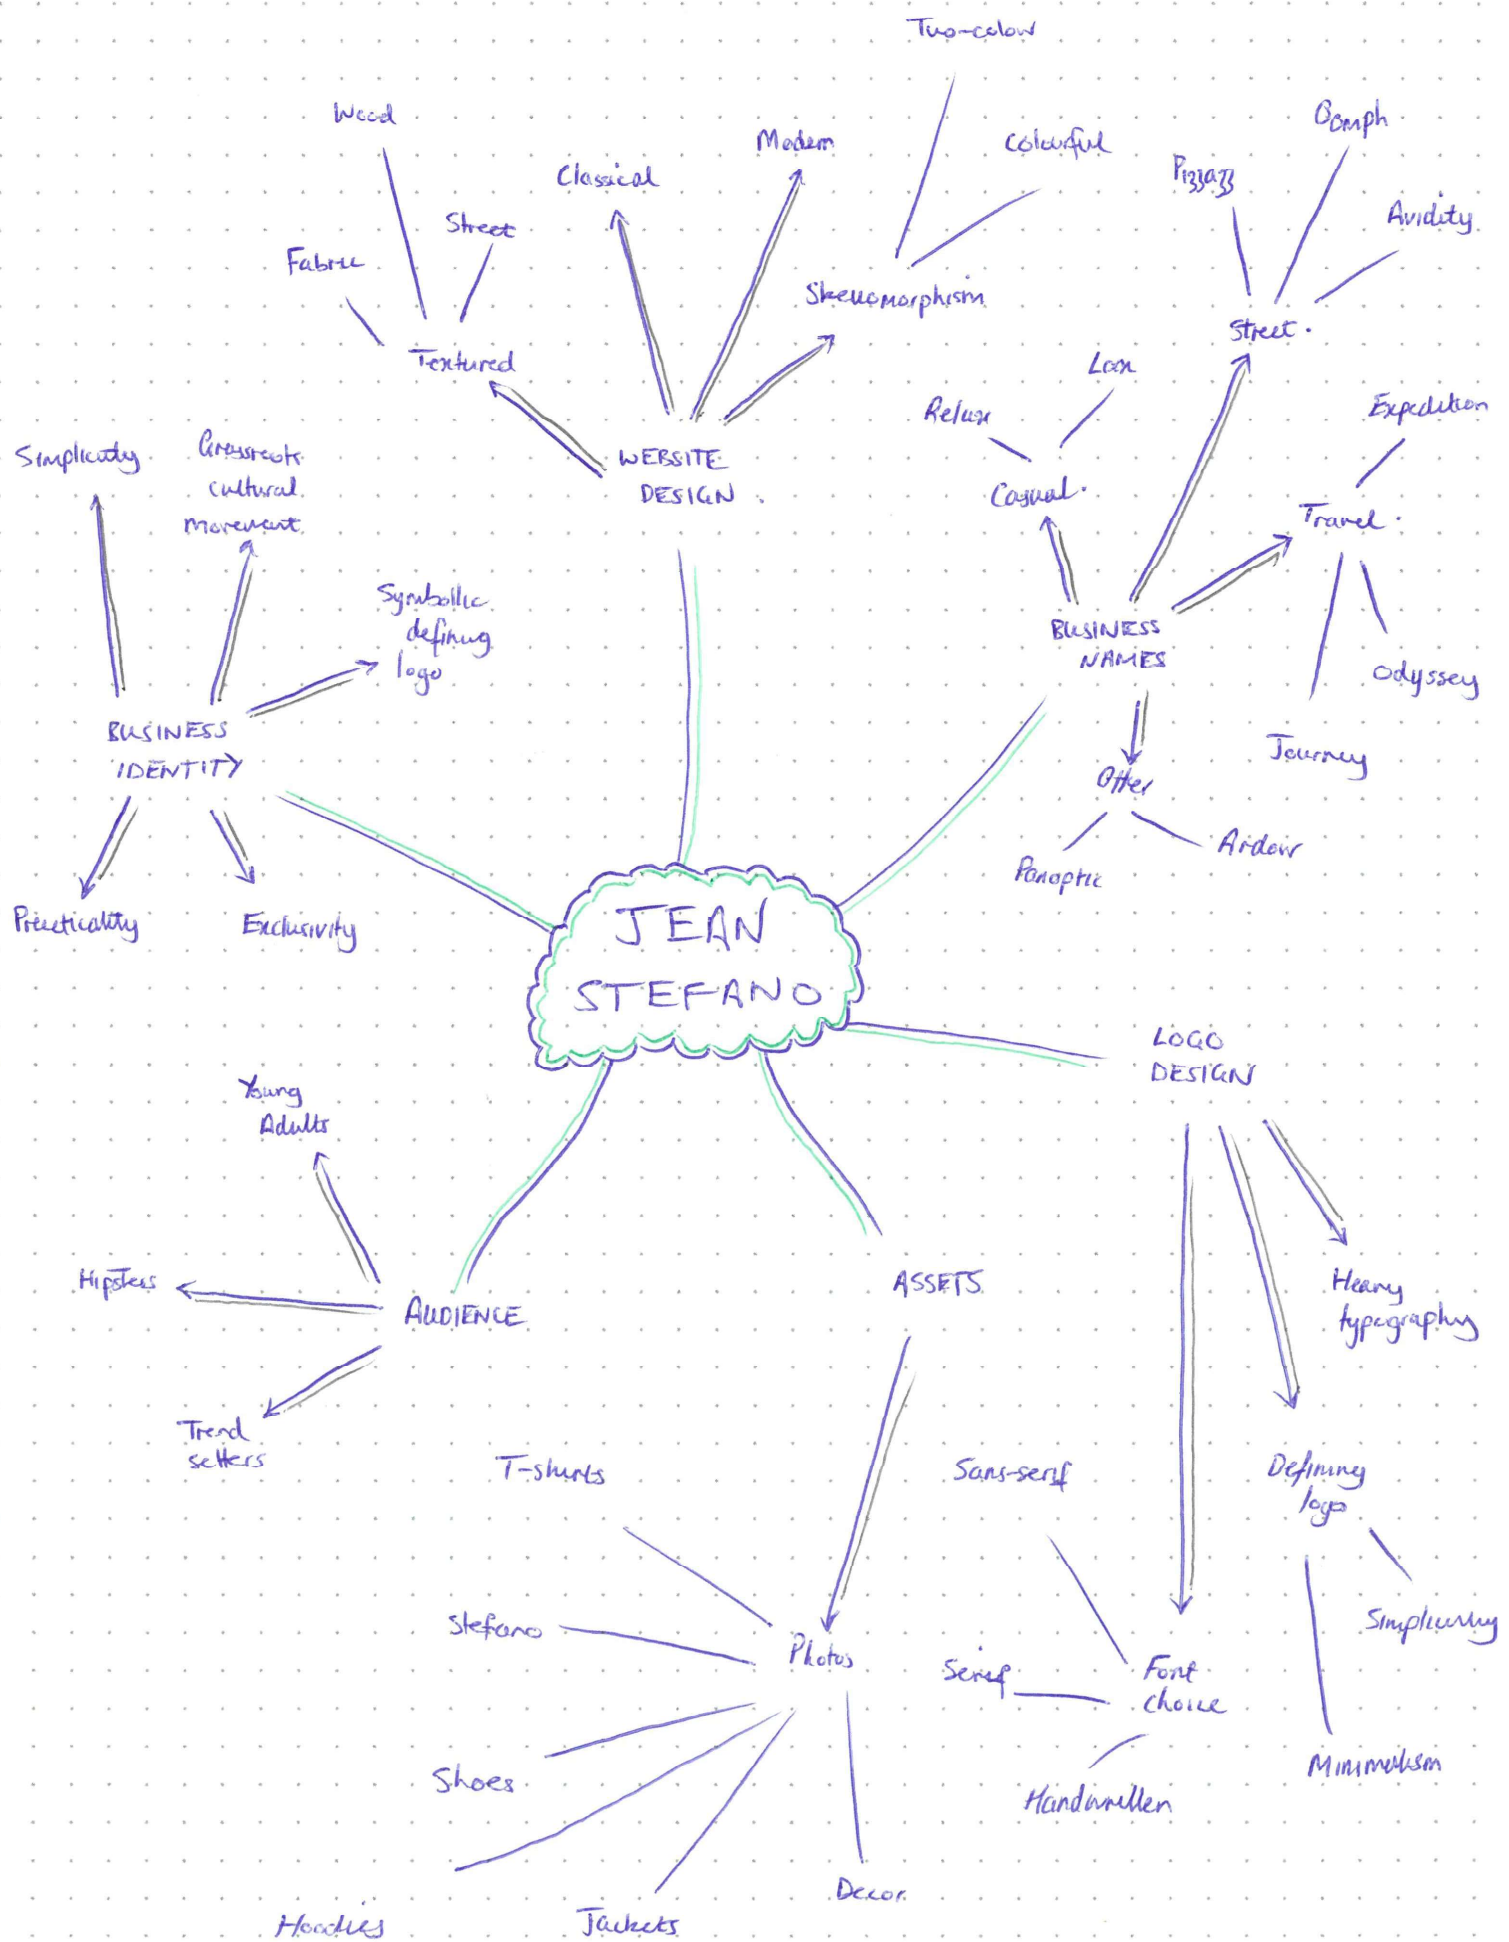 Two-colour
Wood
Oomph
Modern
Colourful
Classical
Pizzazz
Street
Avidity
Fabric
Skeuomorphism
Street.
Textured
Lax
Relax
Expedition
Simplicity
Grassroots
cultural
movement
WEBSITE
DESIGN
Casual.
Travel.
Symbollic
defining
logo
BUSINESS
NAMES
Odyssey
BUSINESS
IDENTITY
Journey
Other
Ardour
Panoptic
Practicality
Exclusivity
JEAN
STEFANO
LOGO
DESIGN
Young
Adults
Hipsters
AUDIENCE
ASSETS
Heavy
typography
Trend
setters
T-shirts
Sans-serif
Defining
logo
Stefano
Photos
Serif
Font
choice
Simplicity
Shoes
Handwritten
Minimalism
Decor
Hoodies
Jackets